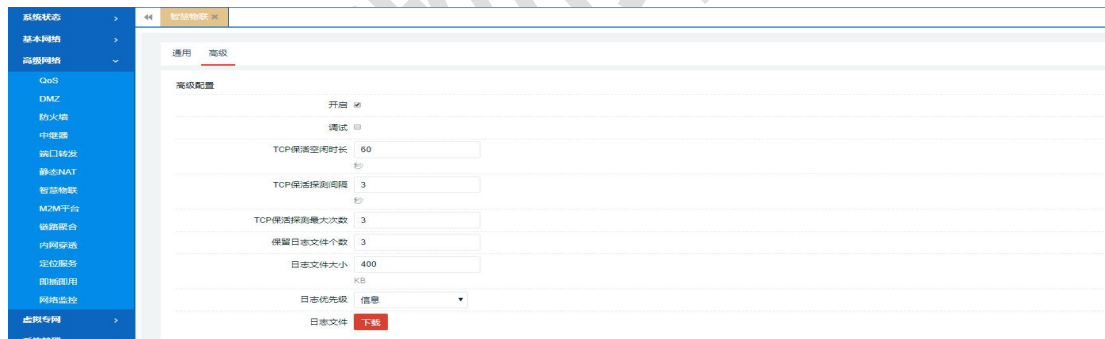 系统状态
基本网络
高级网络
QoS
DMZ
防火墙
中继器
端口转发
静态NAT
智慧物联
M2M平台
链路聚合
内网穿透
定位服务
即插即用
网络监控
虚拟专网
智慧物联
通用 高级
高级配置
开启
调试
TCP保活空闲时长 60
秒
TCP保活探测间隔 3
秒
TCP保活探测最大次数 3
保留日志文件个数 3
日志文件大小 400
KB
日志优先级 信息
日志文件 下载